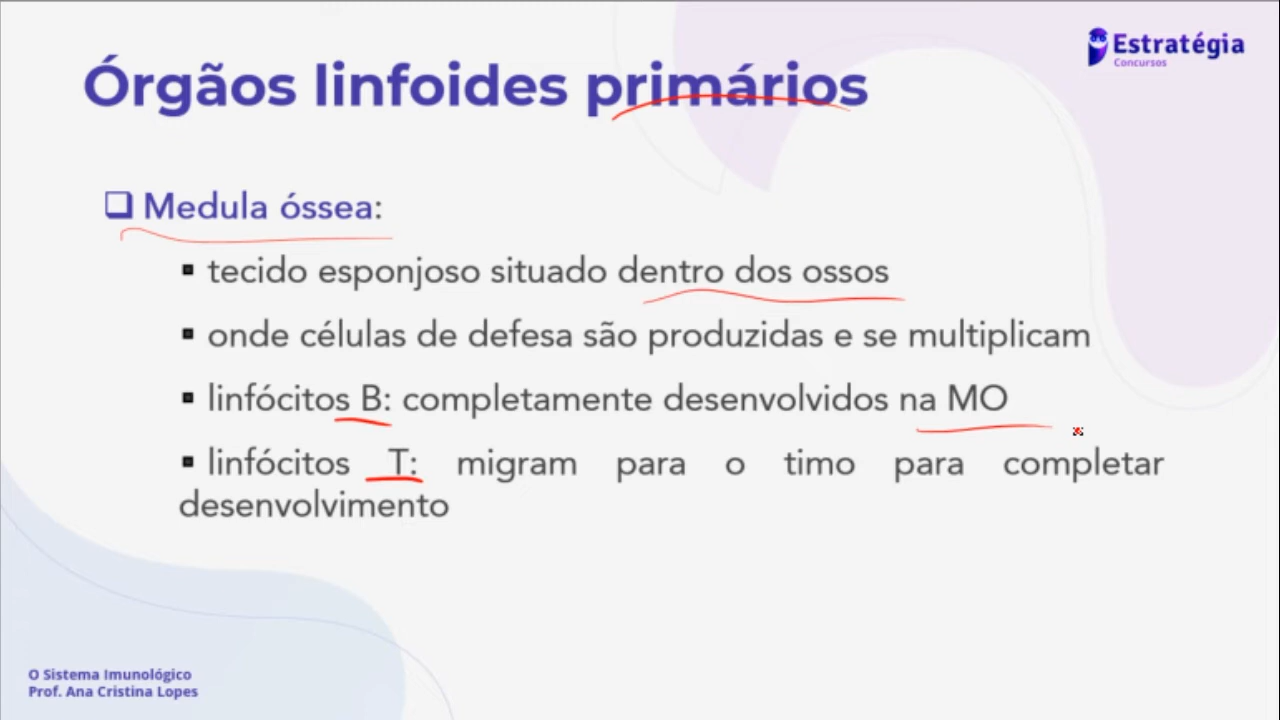 Estratégia
Concursos
Órgãos linfoides primários
Medula óssea:
tecido esponjoso situado dentro dos ossos
onde células de defesa são produzidas e se multiplicam
linfócitos B: completamente desenvolvidos na MO
linfócitos T: migram para o timo para completar
desenvolvimento
O Sistema Imunológico
Prof. Ana Cristina Lopes